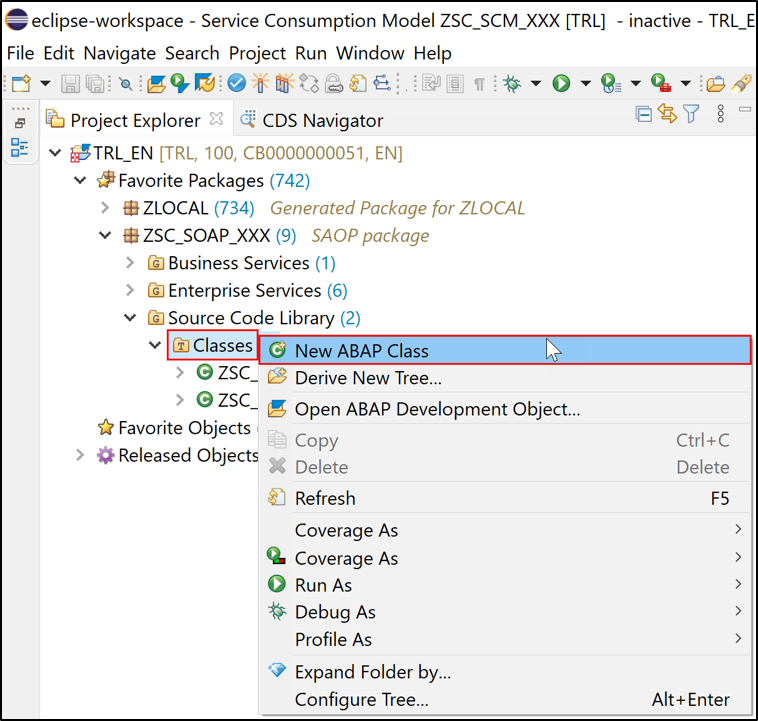 eclipse-workspace - Service Consumption Model ZSC_SCM_XXX [TRL] - inactive - TRL_E
File Edit Navigate Search Project Run Window Help
Project Explorer CDS Navigator
TRL_EN [TRL, 100, CB0000000051, EN]
Favorite Packages (742)
ZLOCAL (734) Generated Package for ZLOCAL
ZSC_SOAP_XXX (9) SAOP package
Business Services (1)
Enterprise Services (6)
Source Code Library (2)
Classes
New ABAP Class
ZSC_
Derive New Tree...
ZSC_
Open ABAP Development Object...
Favorite Objects (
Copy Ctrl+C
Released Objects
Delete Delete
Refresh F5
Coverage As
Coverage As
Run As
Debug As
Profile As
Expand Folder by...
Configure Tree... Alt+Enter